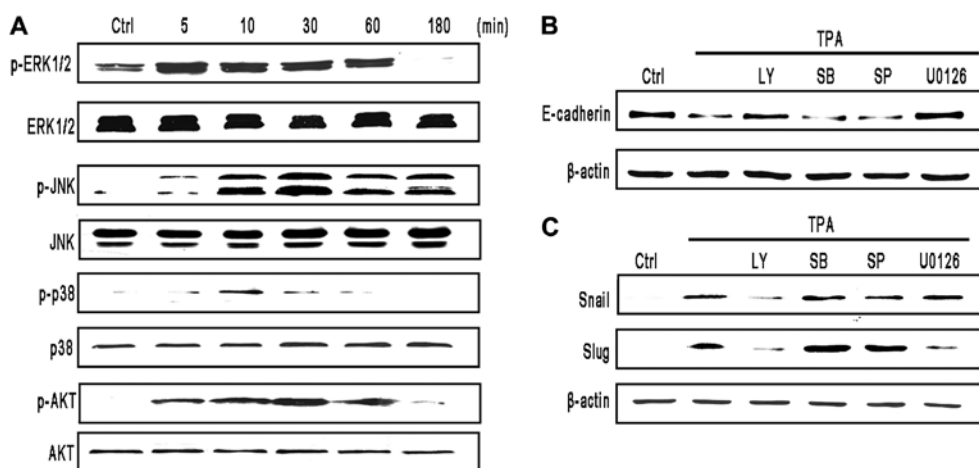 A
Ctrl 5 10 30 60 180 (min)
p-ERK1/2
ERK1/2
p-JNK
JNK
p-p38
p38
p-AKT
AKT
B
TPA
Ctrl LY SB SP U0126
E-cadherin
β-actin
C
TPA
Ctrl LY SB SP U0126
Snail
Slug
β-actin